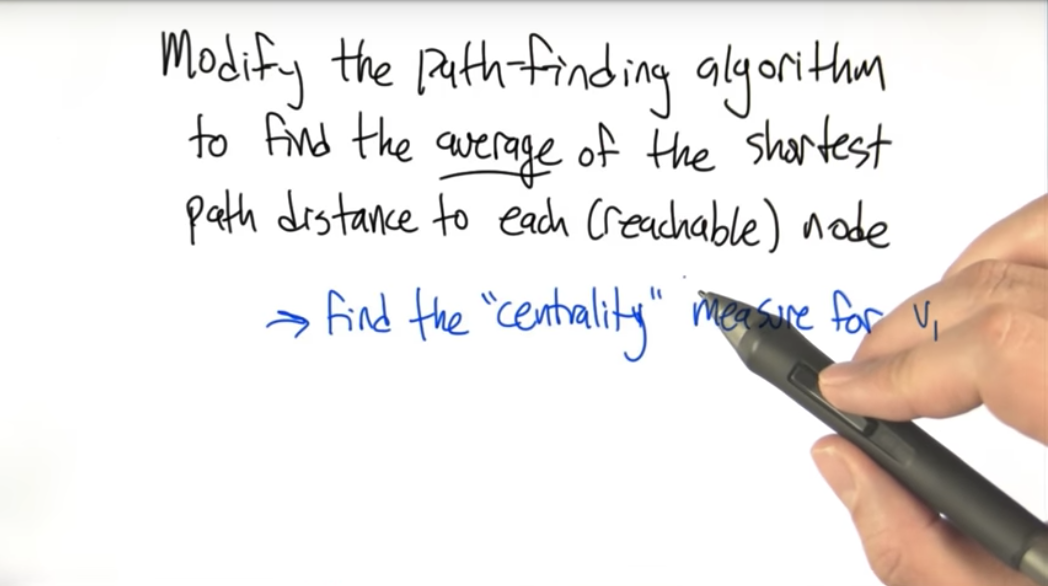 Modify the path-finding algorithm
to find the average of the shortest
path distance to each (reachable) node
⇒ find the "centrality" measure for v₁